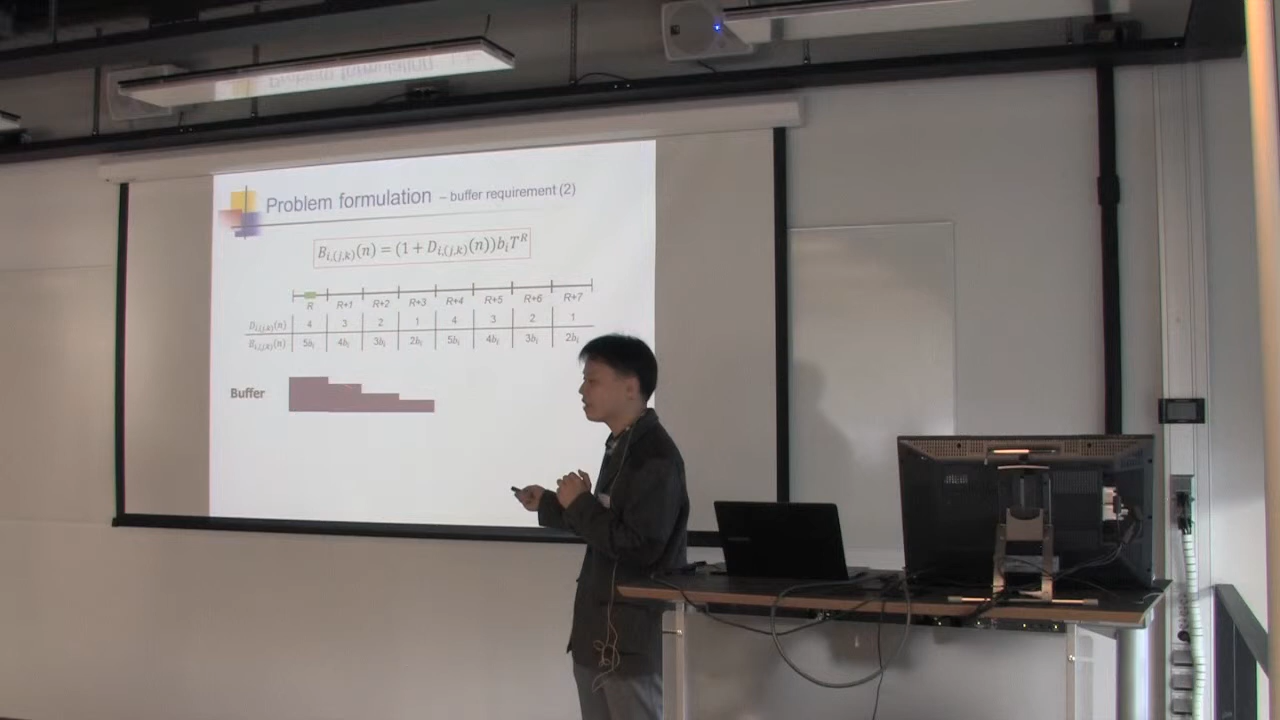 Problem formulation – buffer requirement (2)
B_{i,(j,k)}(n) = (1 + D_{i,(j,k)}(n))b_iT^R
R R+1 R+2 R+3 R+4 R+5 R+6 R+7
D_{i,(j,k)}(n) 4 3 2 1 4 3 2 1
B_{i,(j,k)}(n) 5b_i 4b_i 3b_i 2b_i 5b_i 4b_i 3b_i 2b_i
Buffer